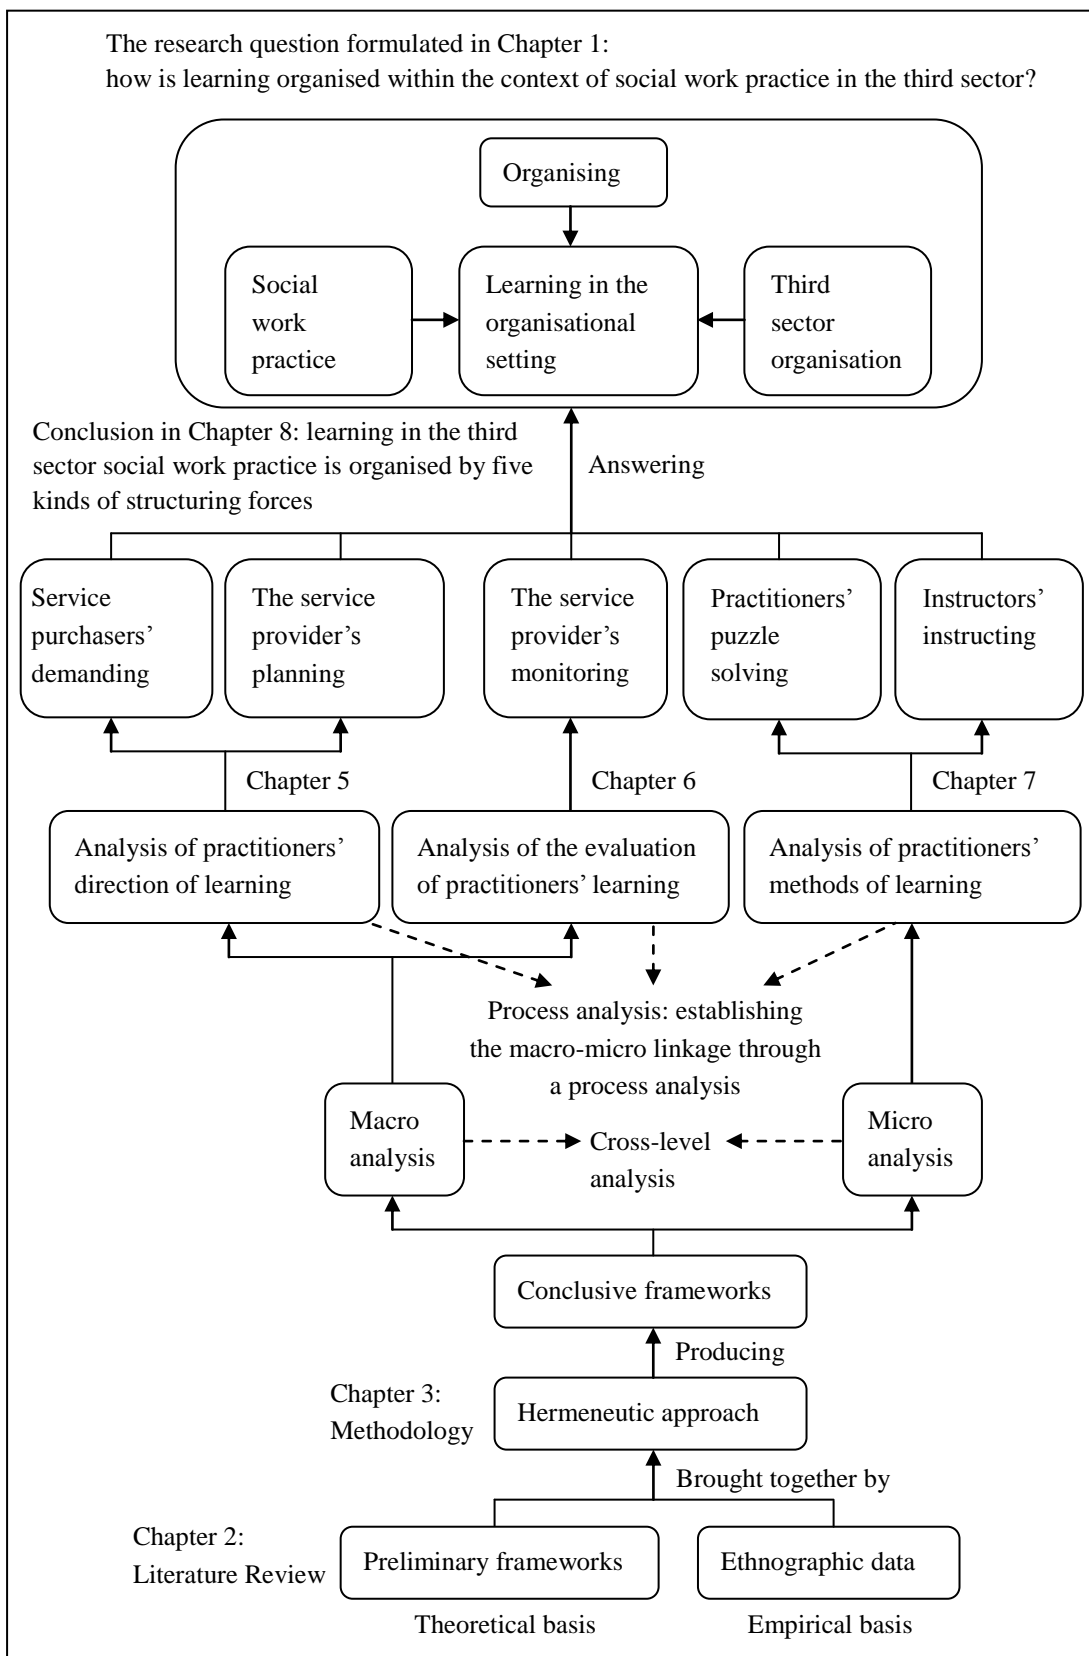 The research question formulated in Chapter 1:
how is learning organised within the context of social work practice in the third sector?
Organising
Social
work
practice
Learning in the
organisational
setting
Third
sector
organisation
Conclusion in Chapter 8: learning in the third
sector social work practice is organised by five
kinds of structuring forces
Answering
Service
purchasers’
demanding
The service
provider’s
planning
The service
provider’s
monitoring
Practitioners’
puzzle
solving
Instructors’
instructing
Chapter 5
Chapter 6
Chapter 7
Analysis of practitioners’
direction of learning
Analysis of the evaluation
of practitioners’ learning
Analysis of practitioners’
methods of learning
Process analysis: establishing
the macro-micro linkage through
a process analysis
Macro
analysis
Cross-level
analysis
Micro
analysis
Conclusive frameworks
Producing
Chapter 3:
Methodology
Hermeneutic approach
Brought together by
Chapter 2:
Literature Review
Preliminary frameworks
Ethnographic data
Theoretical basis
Empirical basis